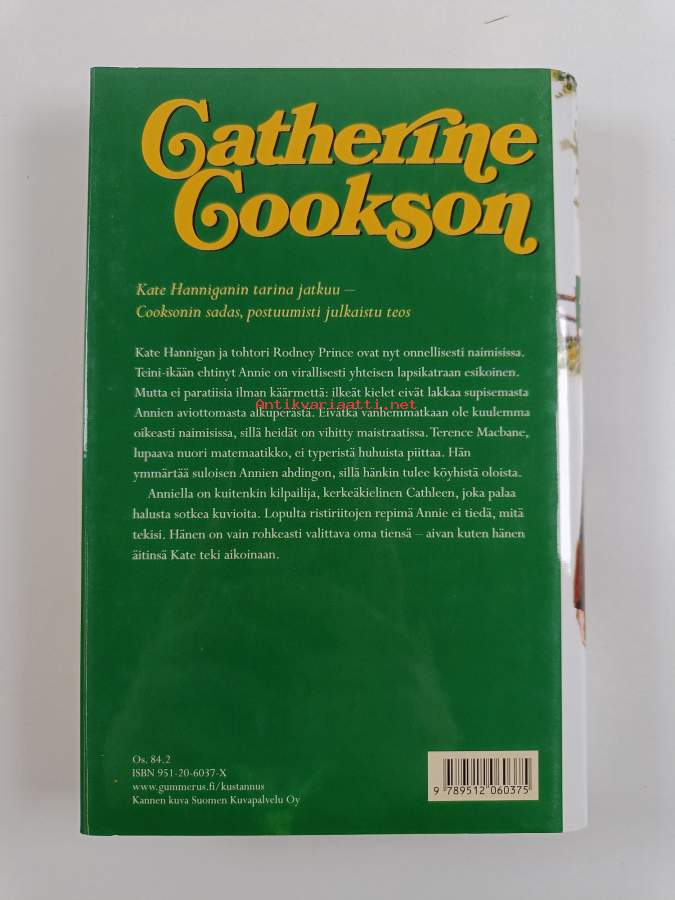 Catherine
Cookson
Kate Hanniganin tarina jatkuu –
Cooksonin sadas, postuumisti julkaistu teos
Kate Hannigan ja tohtori Rodney Prince ovat nyt onnellisesti naimisissa.
Teini-ikään ehtinyt Annie on virallisesti yhteisen lapsikatraan esikoinen.
Mutta ei paratiisia ilman käärmettä: ilkeät kielet eivät lakkaa supisemasta
Annien aviottomasta alkuperästä. Eivätkä vanhemmatkaan ole kuulemma
Antikvariaatti.net
oikeasti naimisissa, sillä heidät on vihitty maistraatissa. Terence Macbane,
lupaava nuori matemaatikko, ei typeristä huhuista piittaa. Hän
ymmärtää suloisen Annien ahdingon, sillä hänkin tulee köyhistä oloista.
Anniella on kuitenkin kilpailija, kerkeäkielinen Cathleen, joka palaa
halusta sotkea kuvioita. Lopulta ristiriitojen repimä Annie ei tiedä, mitä
tekisi. Hänen on vain rohkeasti valittava oma tiensä – aivan kuten hänen
äitinsä Kate teki aikoinaan.
Os. 84.2
ISBN 951-20-6037-X
www.gummerus.fi/kustannus
Kannen kuva Suomen Kuvapalvelu Oy
9 789512 060375